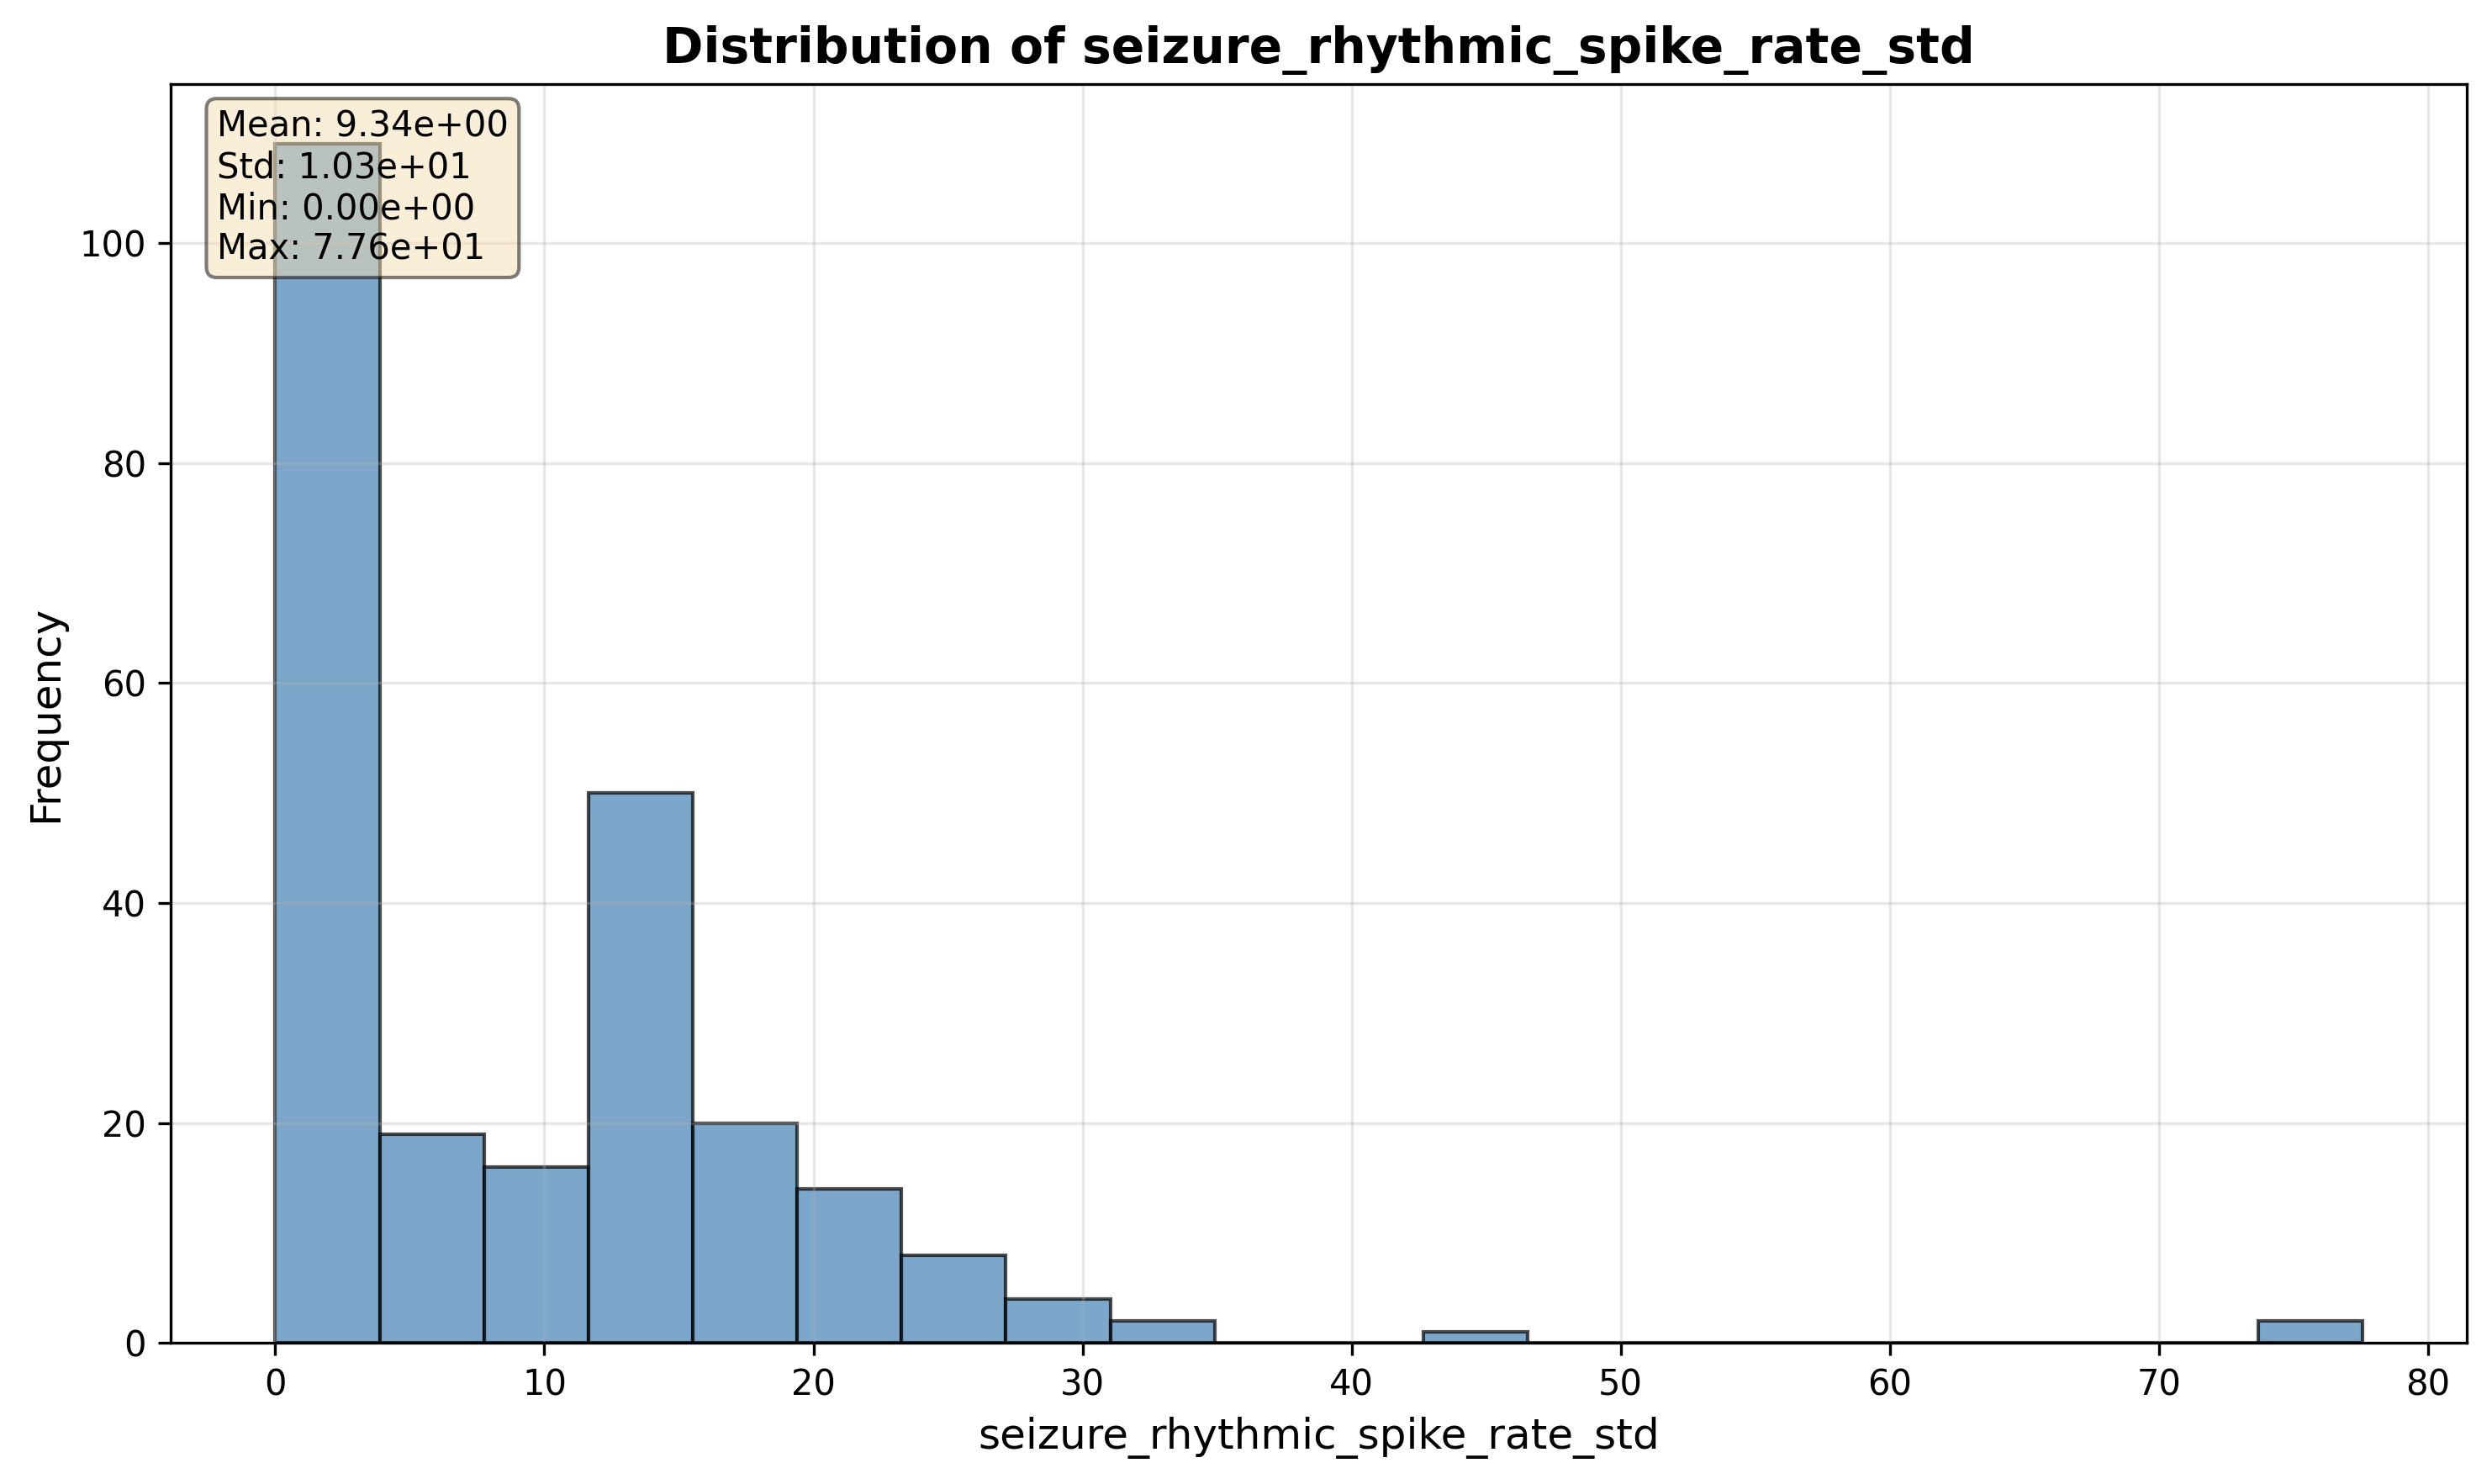 Distribution of seizure_rhythmic_spike_rate_std
Mean: 9.34e+00
Std: 1.03e+01
Min: 0.00e+00
Max: 7.76e+01
100
80
60
40
20
0
Frequency
0 10 20 30 40 50 60 70 80
seizure_rhythmic_spike_rate_std